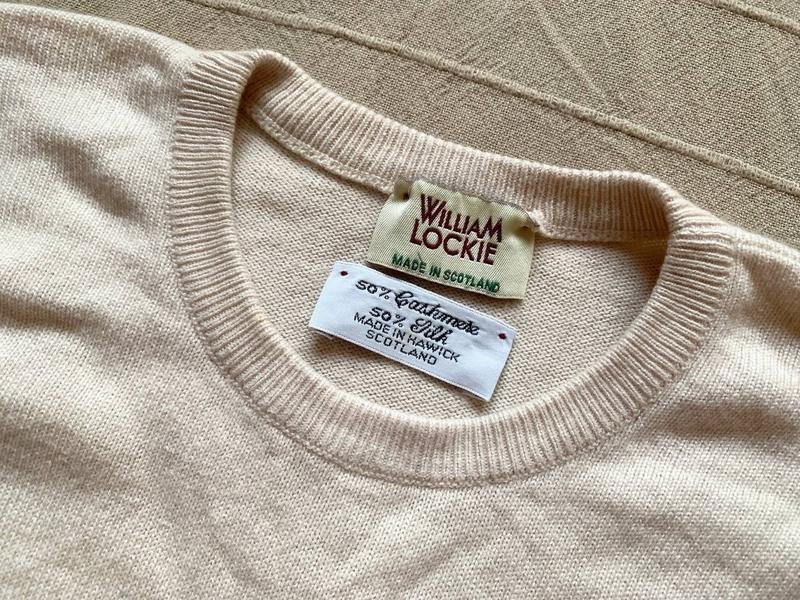 WILLIAM
LOCKIE
MADE IN SCOTLAND
50% Cashmere
50% Silk
MADE IN HAWICK
SCOTLAND